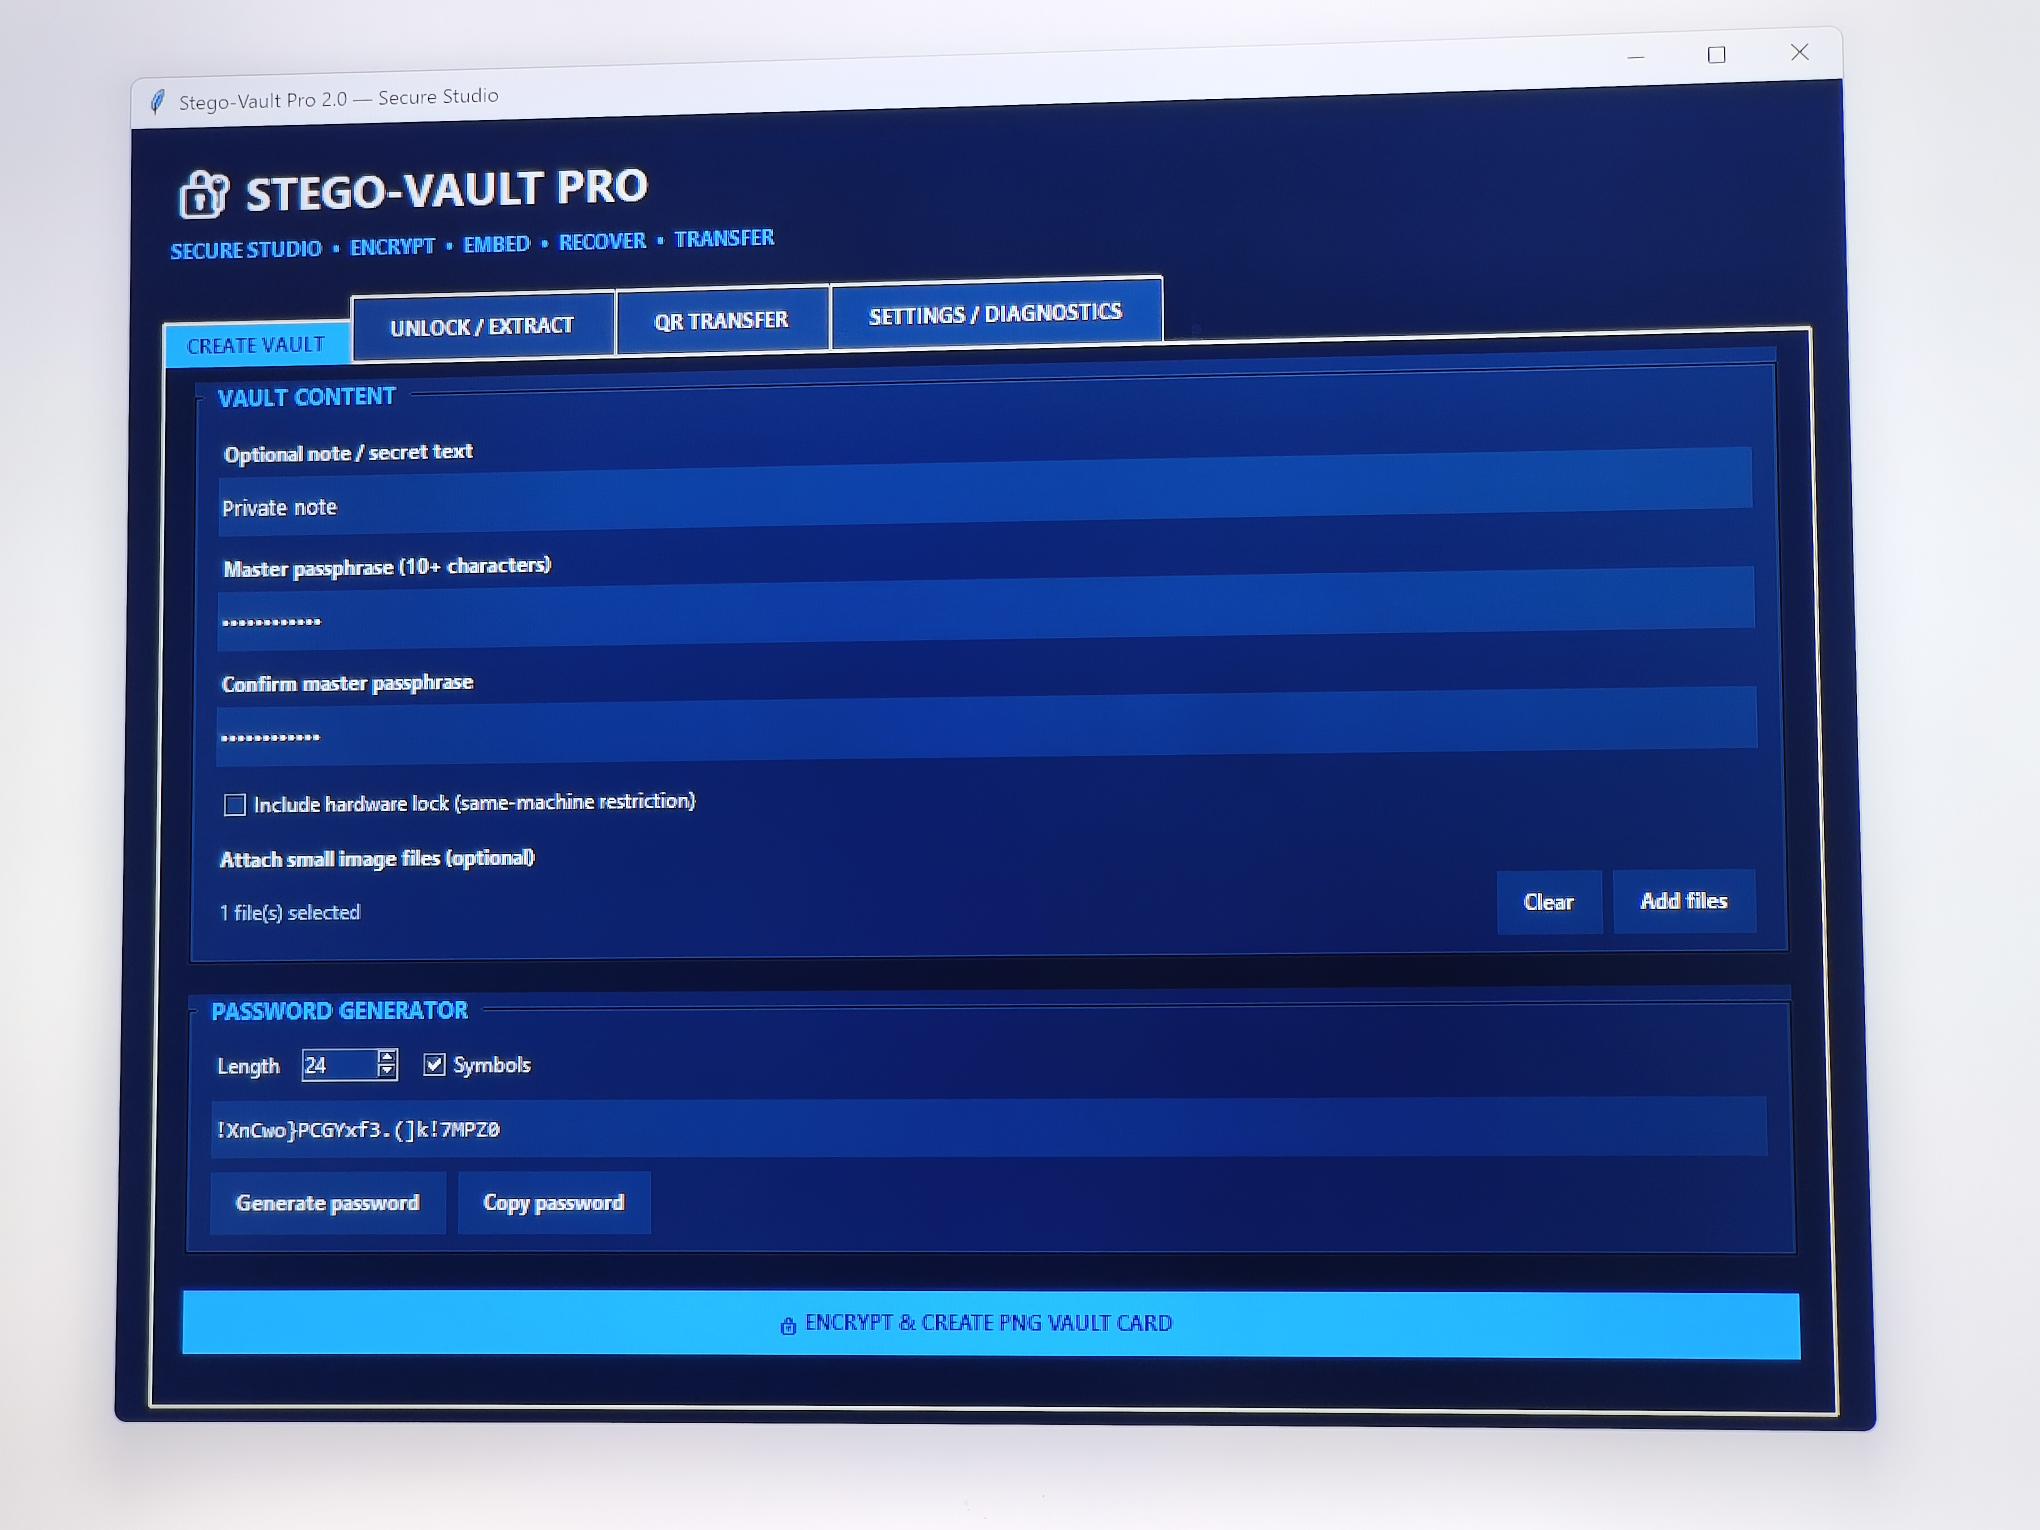 Stego-Vault Pro 2.0 — Secure Studio
STEGO-VAULT PRO
SECURE STUDIO • ENCRYPT • EMBED • RECOVER • TRANSFER
CREATE VAULT
UNLOCK / EXTRACT
QR TRANSFER
SETTINGS / DIAGNOSTICS
VAULT CONTENT
Optional note / secret text
Private note
Master passphrase (10+ characters)
••••••••••••
Confirm master passphrase
••••••••••••
Include hardware lock (same-machine restriction)
Attach small image files (optional)
1 file(s) selected
Clear
Add files
PASSWORD GENERATOR
Length 24 Symbols
!XnCwo}PCGYxf3.(]k!7MPZ0
Generate password
Copy password
ENCRYPT & CREATE PNG VAULT CARD